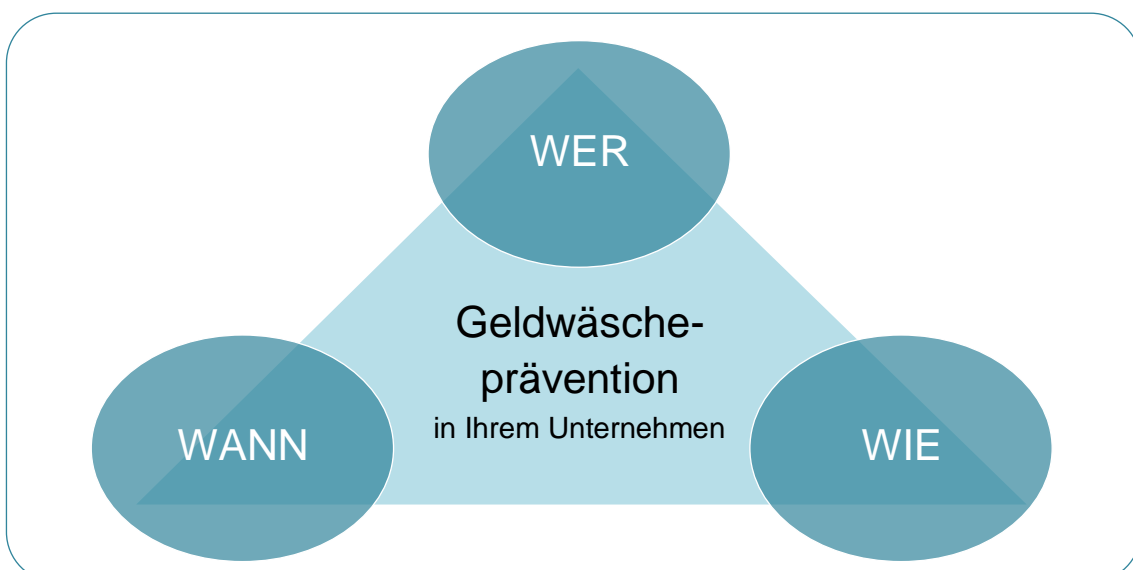 WER
Geldwäsche-
prävention
in Ihrem Unternehmen
WANN
WIE